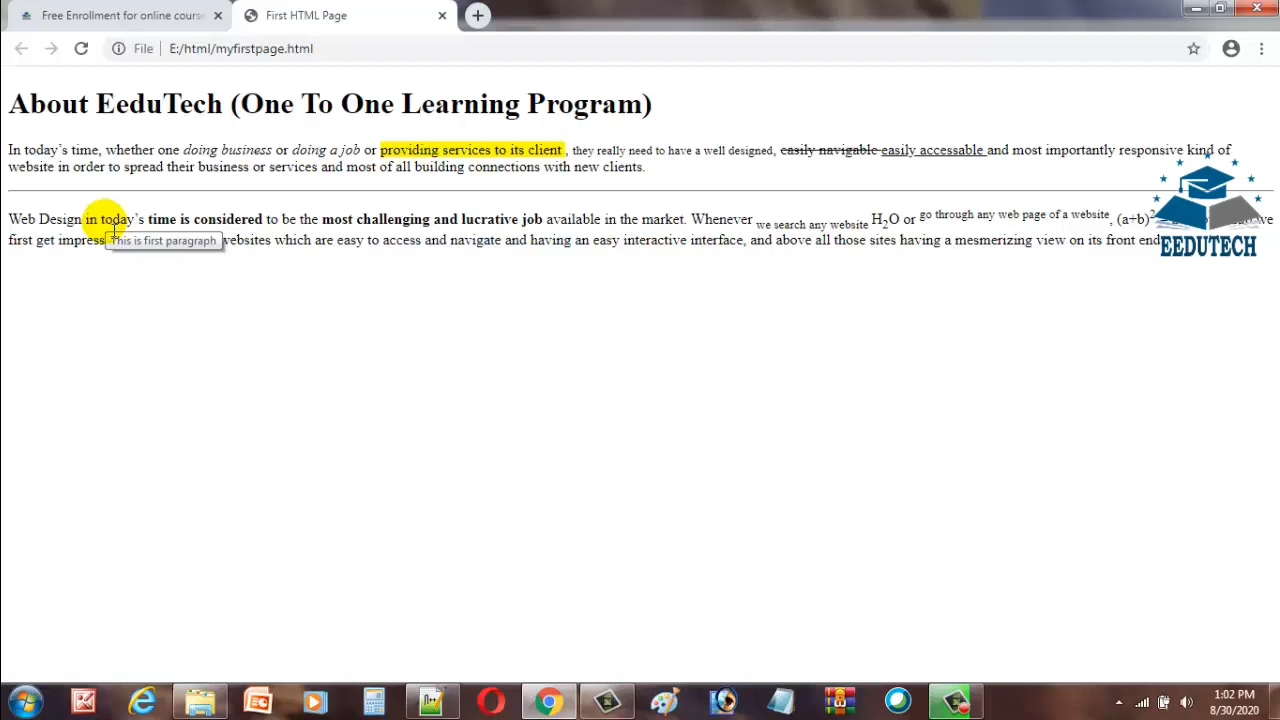 Free Enrollment for online cours
First HTML Page
File
E:/html/myfirstpage.html
About EeduTech (One To One Learning Program)
In today's time, whether one doing business or doing a job or providing services to its client , they really need to have a well designed, easily navigable easily accessable and most importantly responsive kind of
website in order to spread their business or services and most of all building connections with new clients.
Web Design in today's time is considered to be the most challenging and lucrative job available in the market. Whenever we search any website H2O or go through any web page of a website, (a+b)2
first get impress websites which are easy to access and navigate and having an easy interactive interface, and above all those sites having a mesmerizing view on its front end
This is first paragraph
EEDUTECH
1:02 PM
8/30/2020